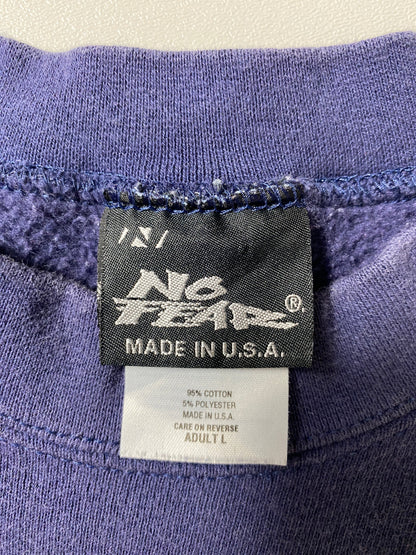 NO
FEAR®
MADE IN U.S.A.
95% COTTON
5% POLYESTER
MADE IN U.S.A.
CARE ON REVERSE
ADULT L